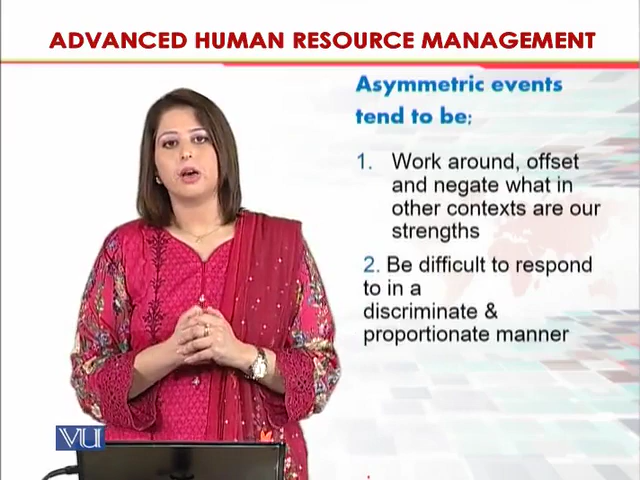 ADVANCED HUMAN RESOURCE MANAGEMENT
Asymmetric events
tend to be;
1. Work around, offset
and negate what in
other contexts are our
strengths
2. Be difficult to respond
to in a
discriminate &
proportionate manner
VU